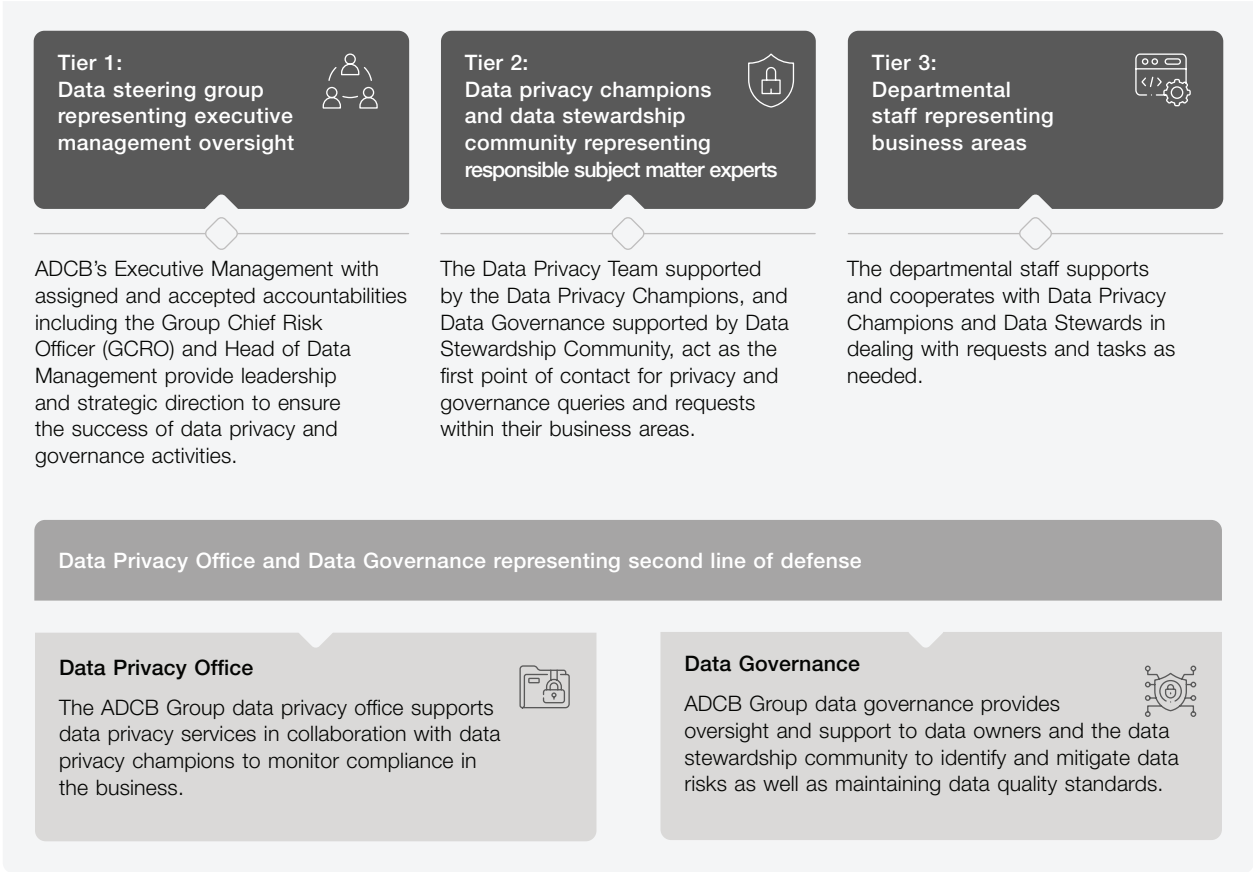 Tier 1:
Data steering group
representing executive
management oversight
ADCB’s Executive Management with
assigned and accepted accountabilities
including the Group Chief Risk
Officer (GCRO) and Head of Data
Management provide leadership
and strategic direction to ensure
the success of data privacy and
governance activities.
Tier 2:
Data privacy champions
and data stewardship
community representing
responsible subject matter experts
The Data Privacy Team supported
by the Data Privacy Champions, and
Data Governance supported by Data
Stewardship Community, act as the
first point of contact for privacy and
governance queries and requests
within their business areas.
Tier 3:
Departmental
staff representing
business areas
The departmental staff supports
and cooperates with Data Privacy
Champions and Data Stewards in
dealing with requests and tasks as
needed.
Data Privacy Office and Data Governance representing second line of defense
Data Privacy Office
The ADCB Group data privacy office supports
data privacy services in collaboration with data
privacy champions to monitor compliance in
the business.
Data Governance
ADCB Group data governance provides
oversight and support to data owners and the data
stewardship community to identify and mitigate data
risks as well as maintaining data quality standards.